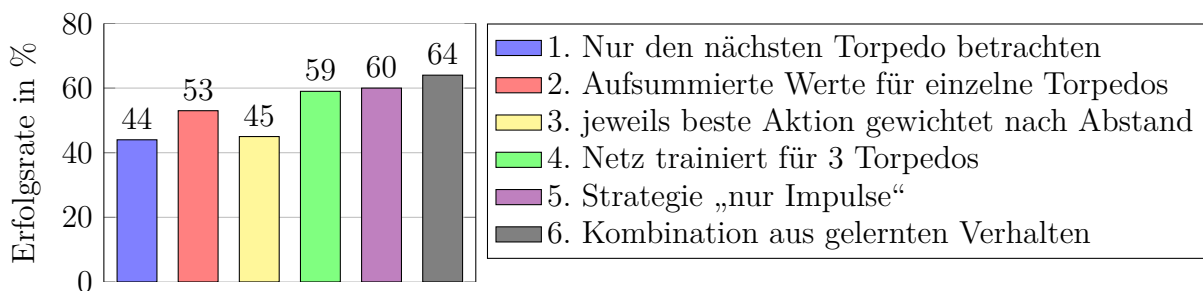 80
60
40
20
0
Erfolgsrate in %
44
53
45
59
60
64
1. Nur den nächsten Torpedo betrachten
2. Aufsummierte Werte für einzelne Torpedos
3. jeweils beste Aktion gewichtet nach Abstand
4. Netz trainiert für 3 Torpedos
5. Strategie „nur Impulse“
6. Kombination aus gelernten Verhalten